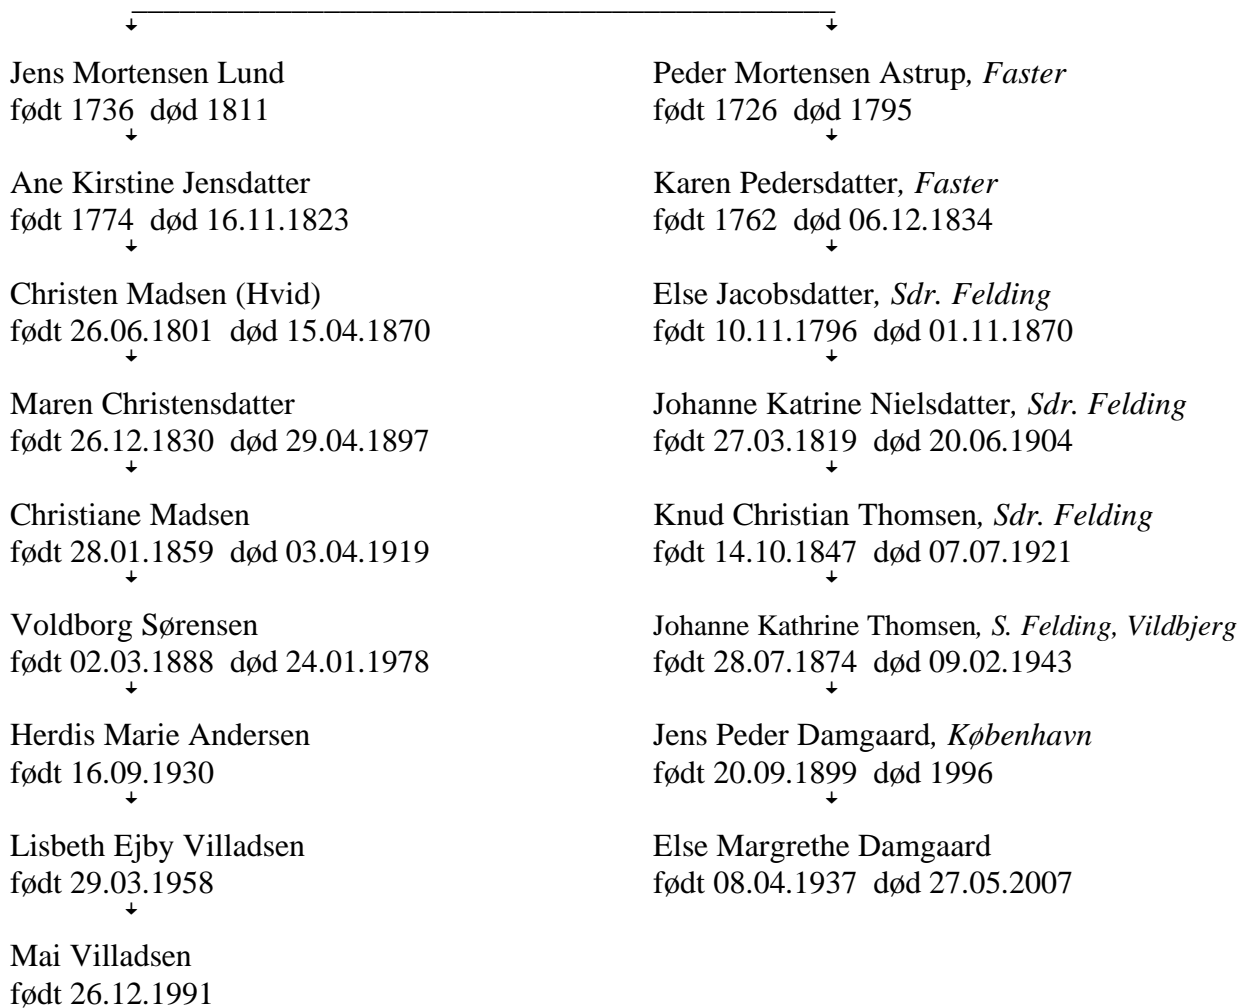 Jens Mortensen Lund
født 1736 død 1811
Ane Kirstine Jensdatter
født 1774 død 16.11.1823
Christen Madsen (Hvid)
født 26.06.1801 død 15.04.1870
Maren Christensdatter
født 26.12.1830 død 29.04.1897
Christiane Madsen
født 28.01.1859 død 03.04.1919
Voldborg Sørensen
født 02.03.1888 død 24.01.1978
Herdis Marie Andersen
født 16.09.1930
Lisbeth Ejby Villadsen
født 29.03.1958
Mai Villadsen
født 26.12.1991
Peder Mortensen Astrup, Faster
født 1726 død 1795
Karen Pedersdatter, Faster
født 1762 død 06.12.1834
Else Jacobsdatter, Sdr. Felding
født 10.11.1796 død 01.11.1870
Johanne Katrine Nielsdatter, Sdr. Felding
født 27.03.1819 død 20.06.1904
Knud Christian Thomsen, Sdr. Felding
født 14.10.1847 død 07.07.1921
Johanne Kathrine Thomsen, S. Felding, Vildbjerg
født 28.07.1874 død 09.02.1943
Jens Peder Damgaard, København
født 20.09.1899 død 1996
Else Margrethe Damgaard
født 08.04.1937 død 27.05.2007